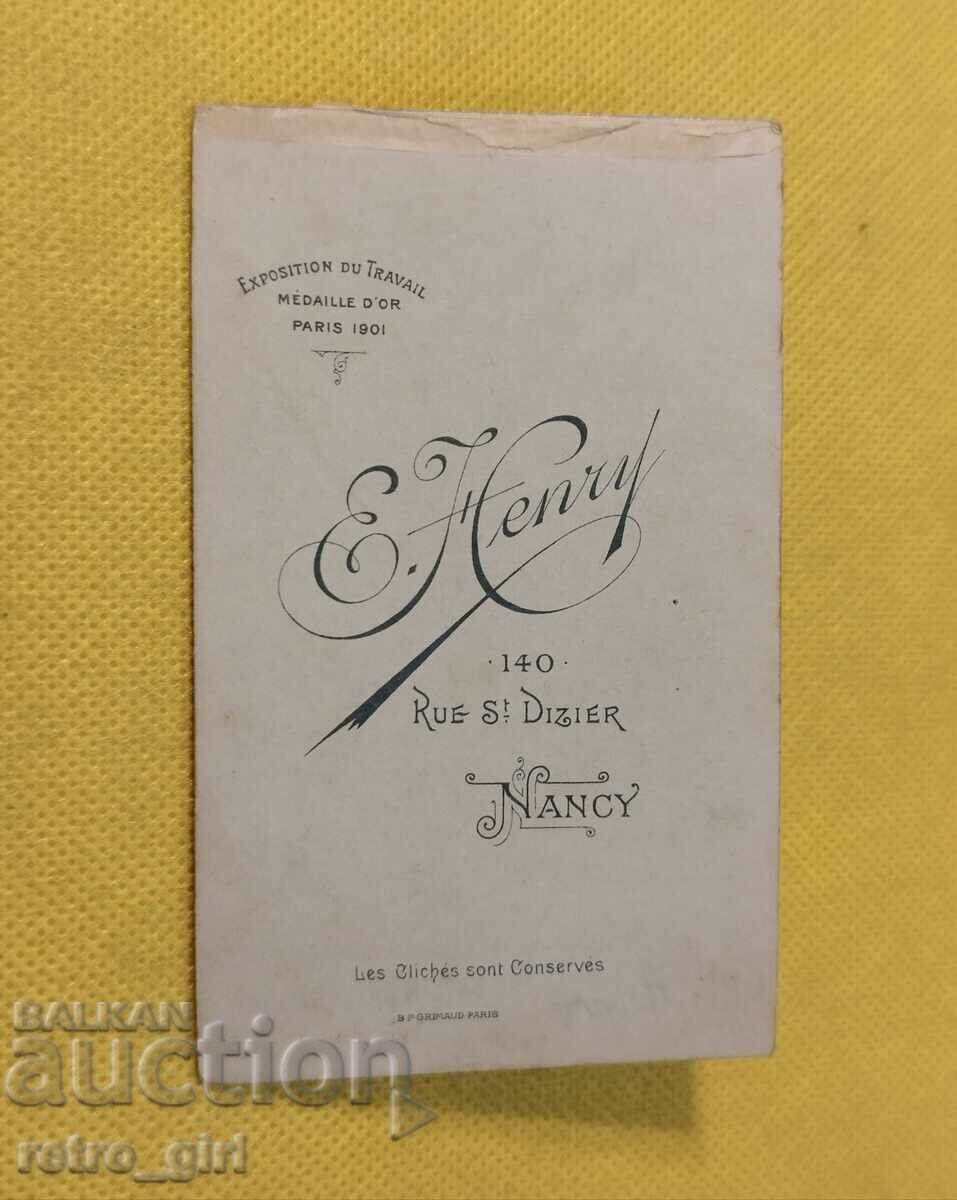 EXPOSITION DU TRAVAIL
MÉDAILLE D'OR
PARIS 1901
E. Henry
· 140 ·
RUE St. DIZIER
NANCY
Les Clichés sont Conservés
B P GRIMAUD PARIS
BALKAN
auction
retro_girl